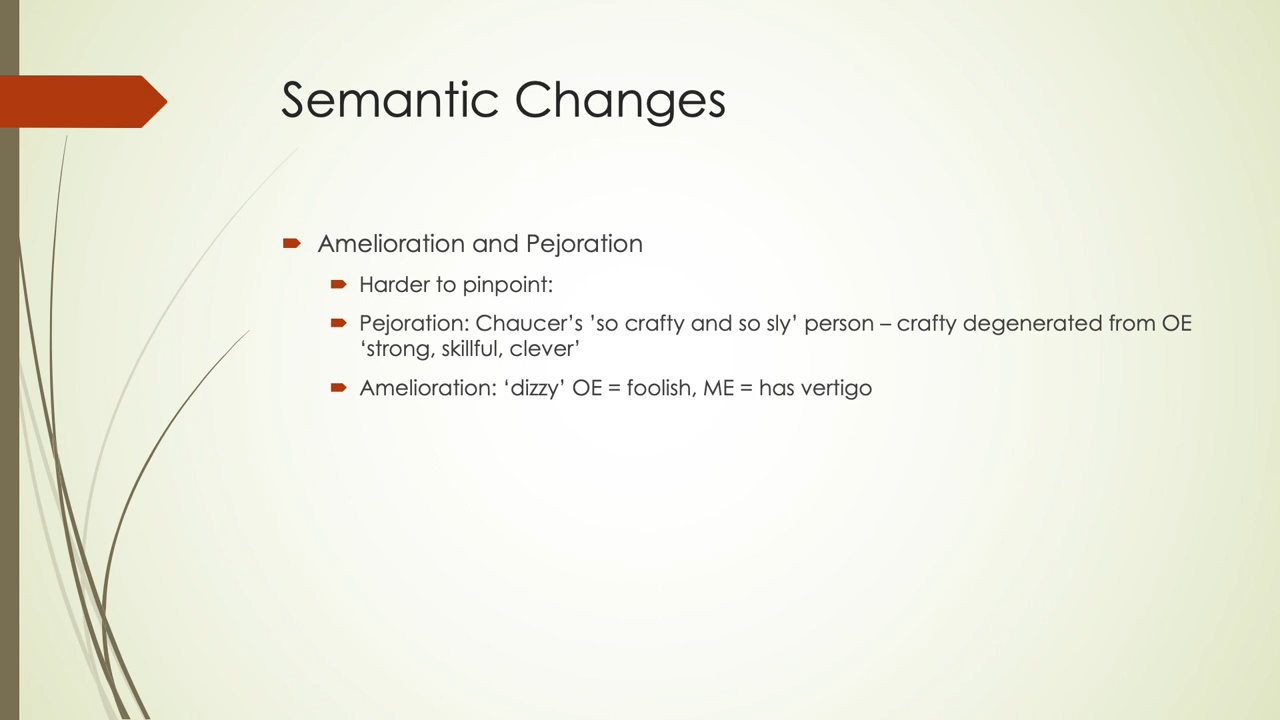 Semantic Changes
Amelioration and Pejoration
Harder to pinpoint:
Pejoration: Chaucer’s ’so crafty and so sly’ person – crafty degenerated from OE
‘strong, skillful, clever’
Amelioration: ‘dizzy’ OE = foolish, ME = has vertigo